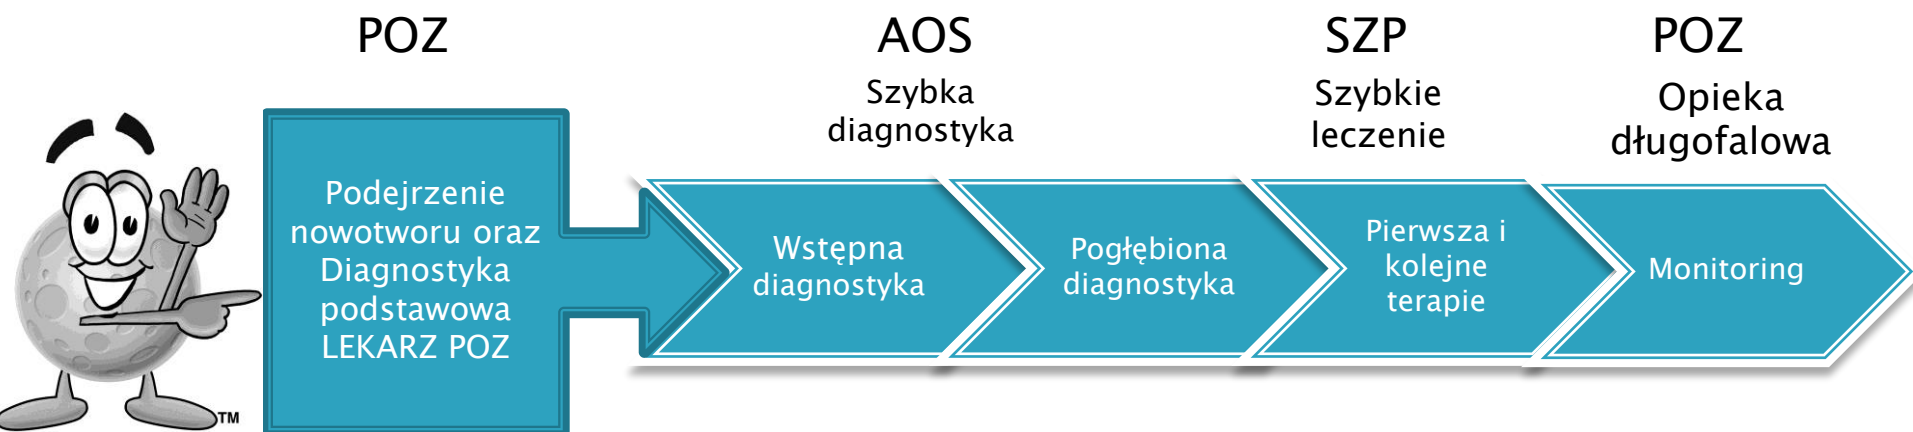 POZ
AOS
SZP
POZ
Szybka
diagnostyka
Szybkie
leczenie
Opieka
długofalowa
Podejrzenie
nowotworu oraz
Diagnostyka
podstawowa
LEKARZ POZ
Wstępna
diagnostyka
Pogłębiona
diagnostyka
Pierwsza i
kolejne
terapie
Monitoring
TM